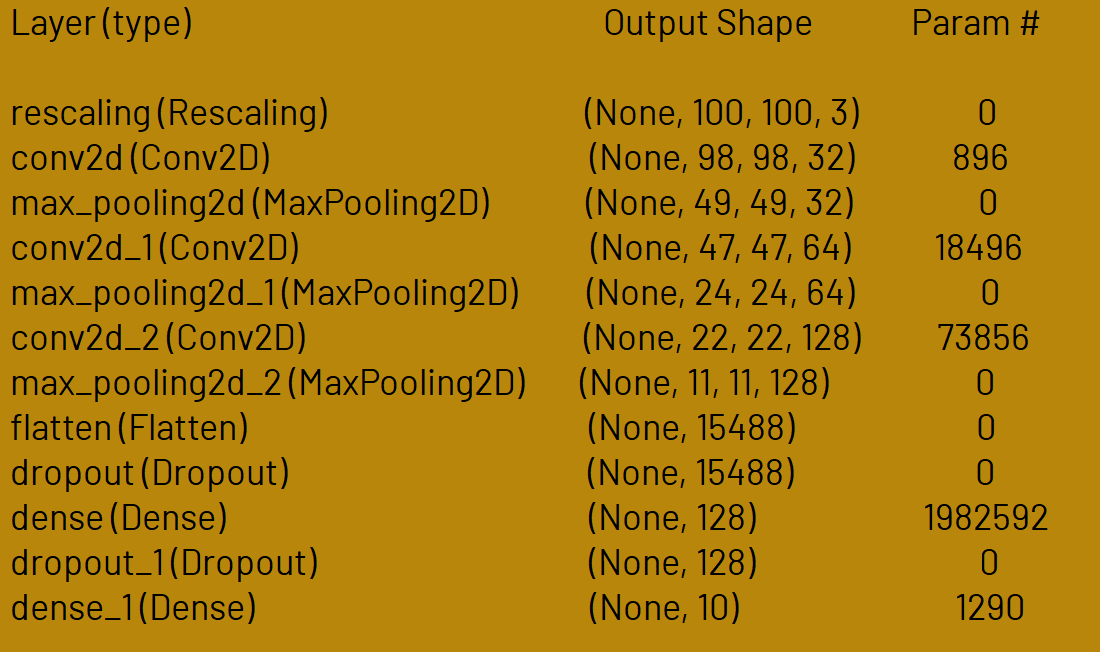 Layer (type) Output Shape Param #
rescaling (Rescaling) (None, 100, 100, 3) 0
conv2d (Conv2D) (None, 98, 98, 32) 896
max_pooling2d (MaxPooling2D) (None, 49, 49, 32) 0
conv2d_1 (Conv2D) (None, 47, 47, 64) 18496
max_pooling2d_1 (MaxPooling2D) (None, 24, 24, 64) 0
conv2d_2 (Conv2D) (None, 22, 22, 128) 73856
max_pooling2d_2 (MaxPooling2D) (None, 11, 11, 128) 0
flatten (Flatten) (None, 15488) 0
dropout (Dropout) (None, 15488) 0
dense (Dense) (None, 128) 1982592
dropout_1 (Dropout) (None, 128) 0
dense_1 (Dense) (None, 10) 1290